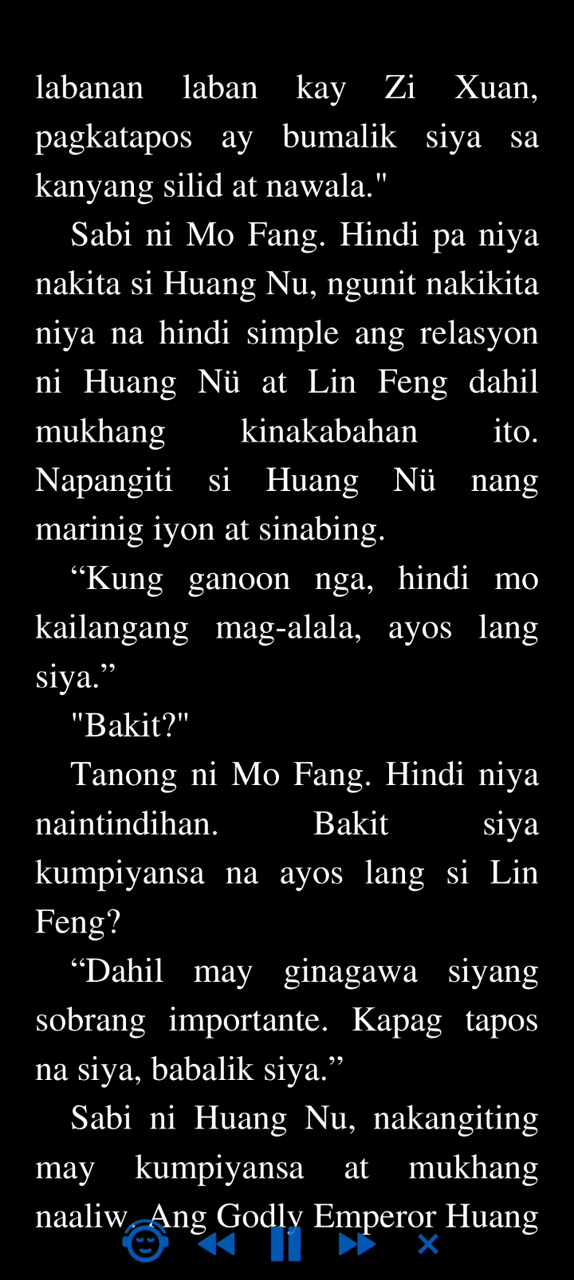 labanan laban kay Zi Xuan,
pagkatapos ay bumalik siya sa
kanyang silid at nawala."
Sabi ni Mo Fang. Hindi pa niya
nakita si Huang Nu, ngunit nakikita
niya na hindi simple ang relasyon
ni Huang Nü at Lin Feng dahil
mukhang kinakabahan ito.
Napangiti si Huang Nü nang
marinig iyon at sinabing.
“Kung ganoon nga, hindi mo
kailangang mag-alala, ayos lang
siya.”
"Bakit?"
Tanong ni Mo Fang. Hindi niya
naintindihan. Bakit siya
kumpiyansa na ayos lang si Lin
Feng?
“Dahil may ginagawa siyang
sobrang importante. Kapag tapos
na siya, babalik siya.”
Sabi ni Huang Nu, nakangiting
may kumpiyansa at mukhang
naaliw. Ang Godly Emperor Huang